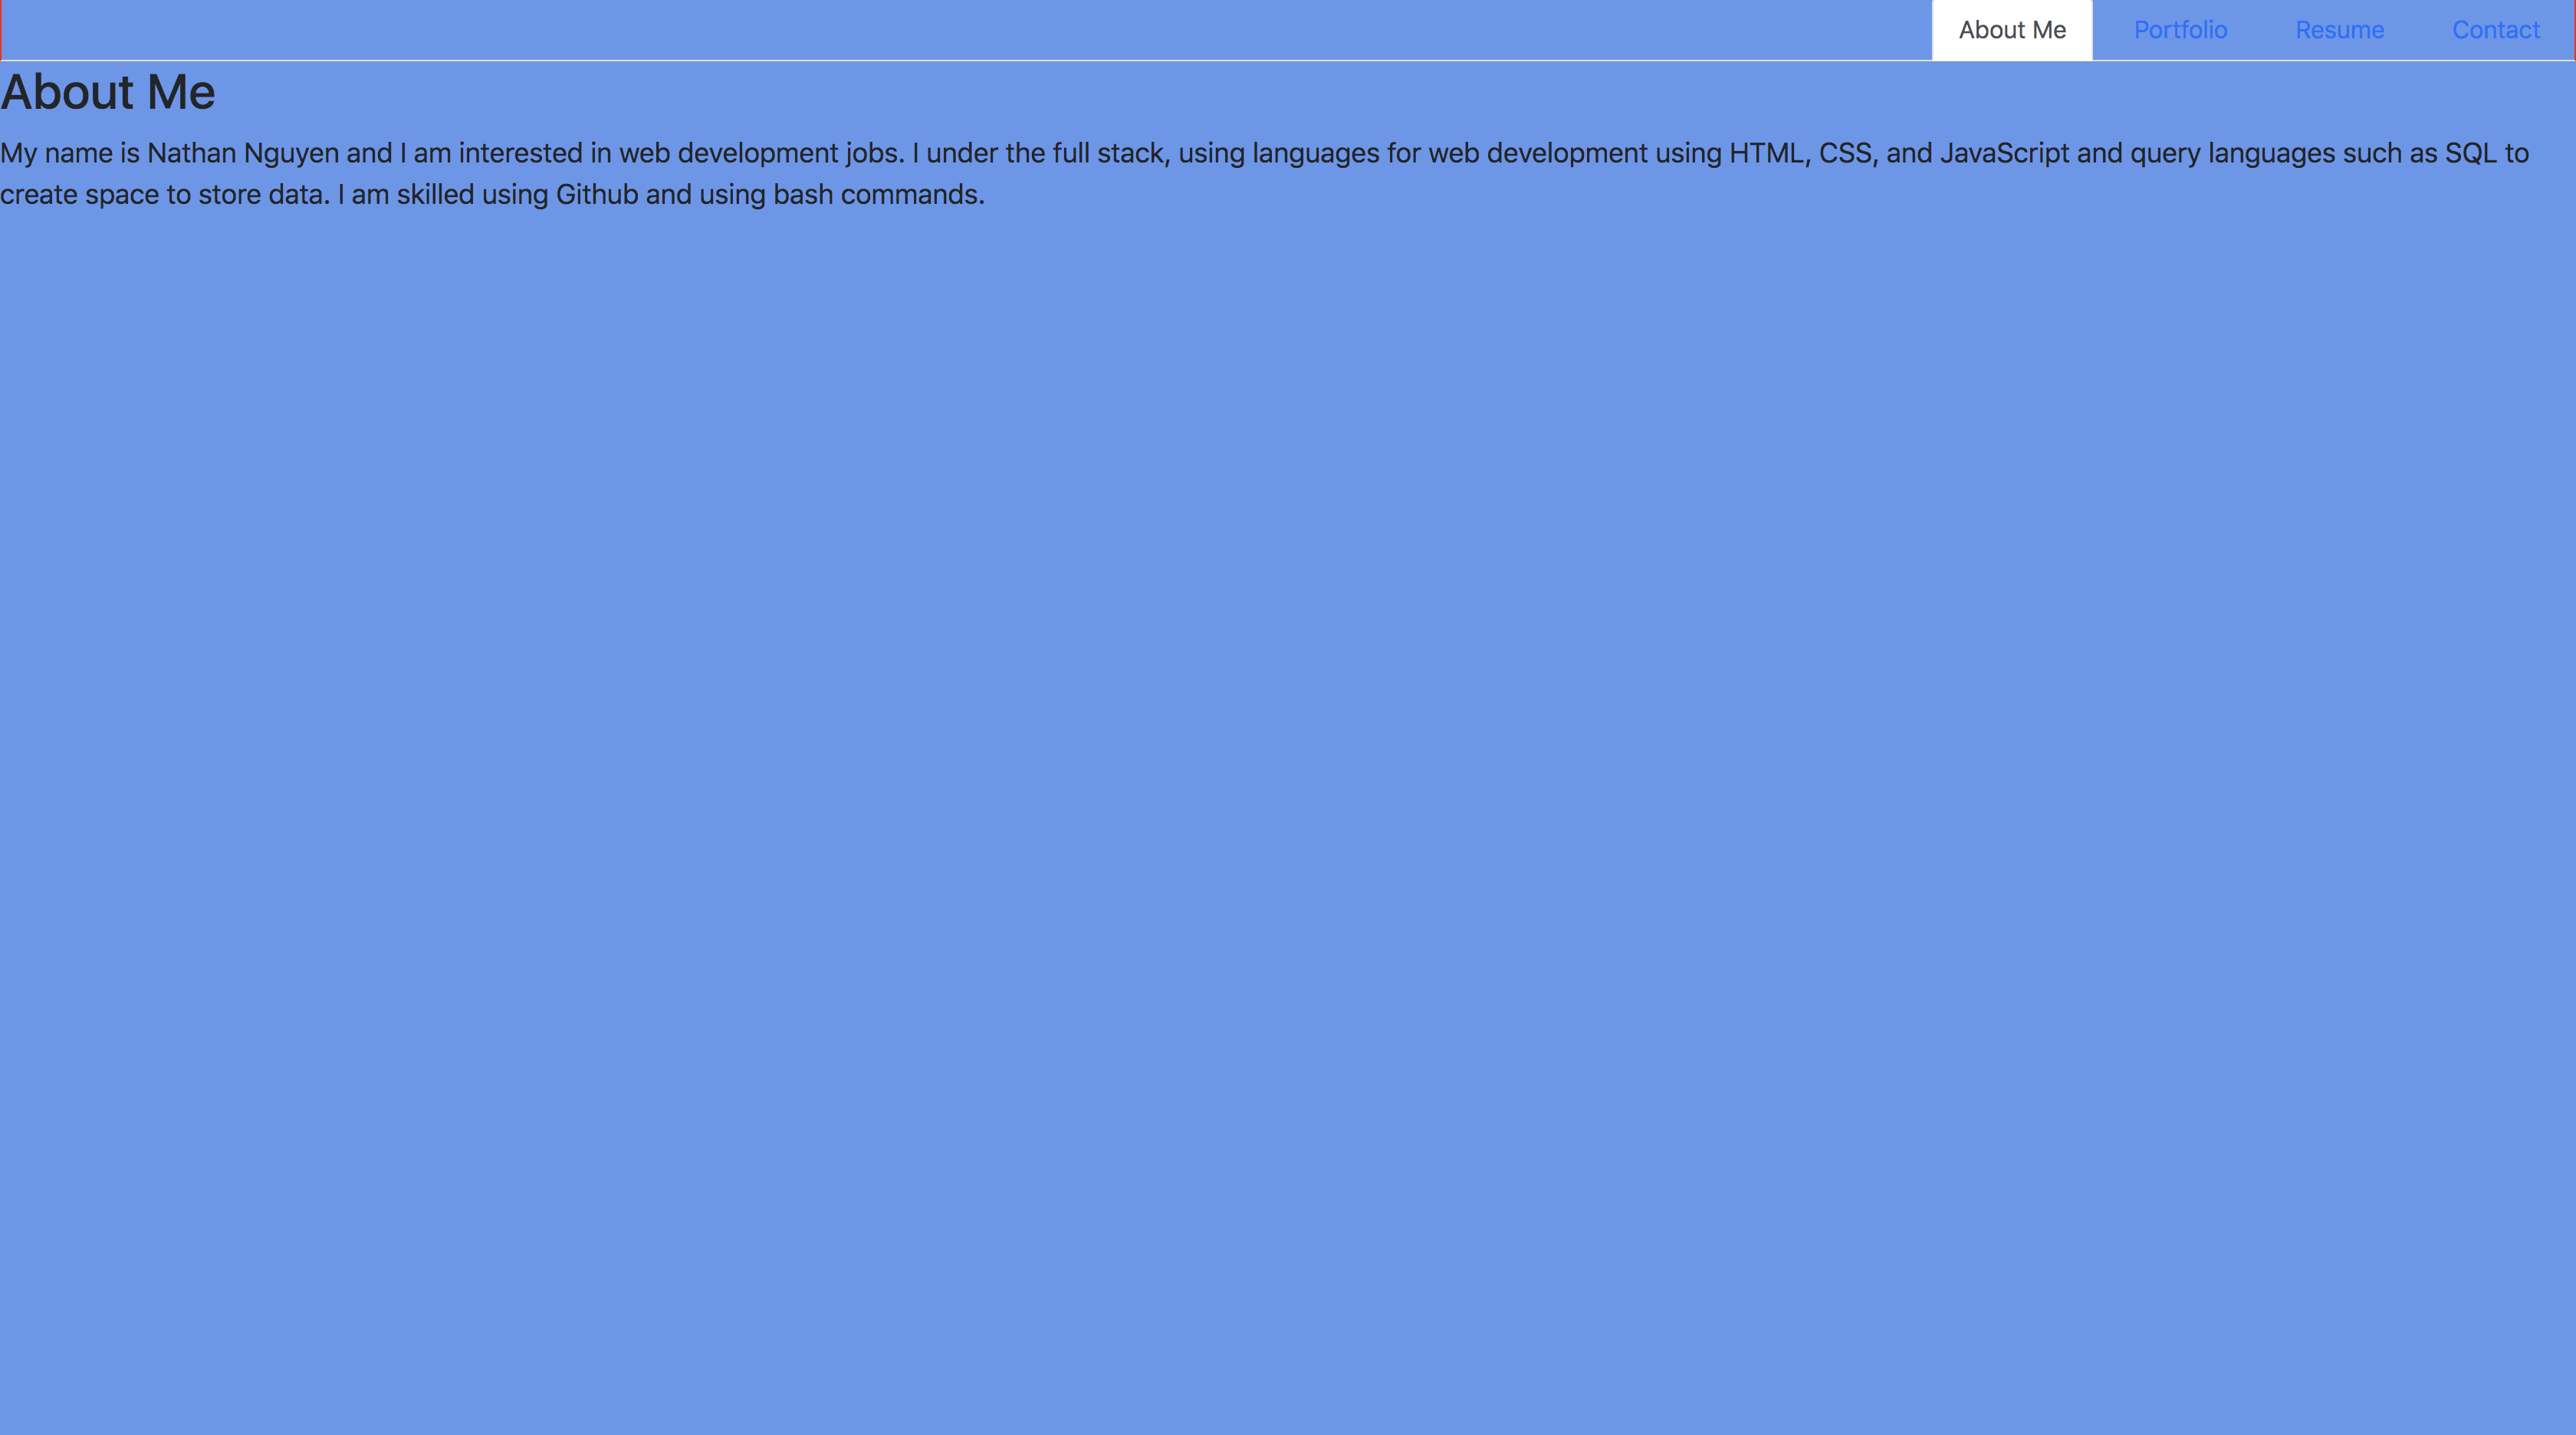 About Me Portfolio Resume Contact
About Me
My name is Nathan Nguyen and I am interested in web development jobs. I under the full stack, using languages for web development using HTML, CSS, and JavaScript and query languages such as SQL to
create space to store data. I am skilled using Github and using bash commands.